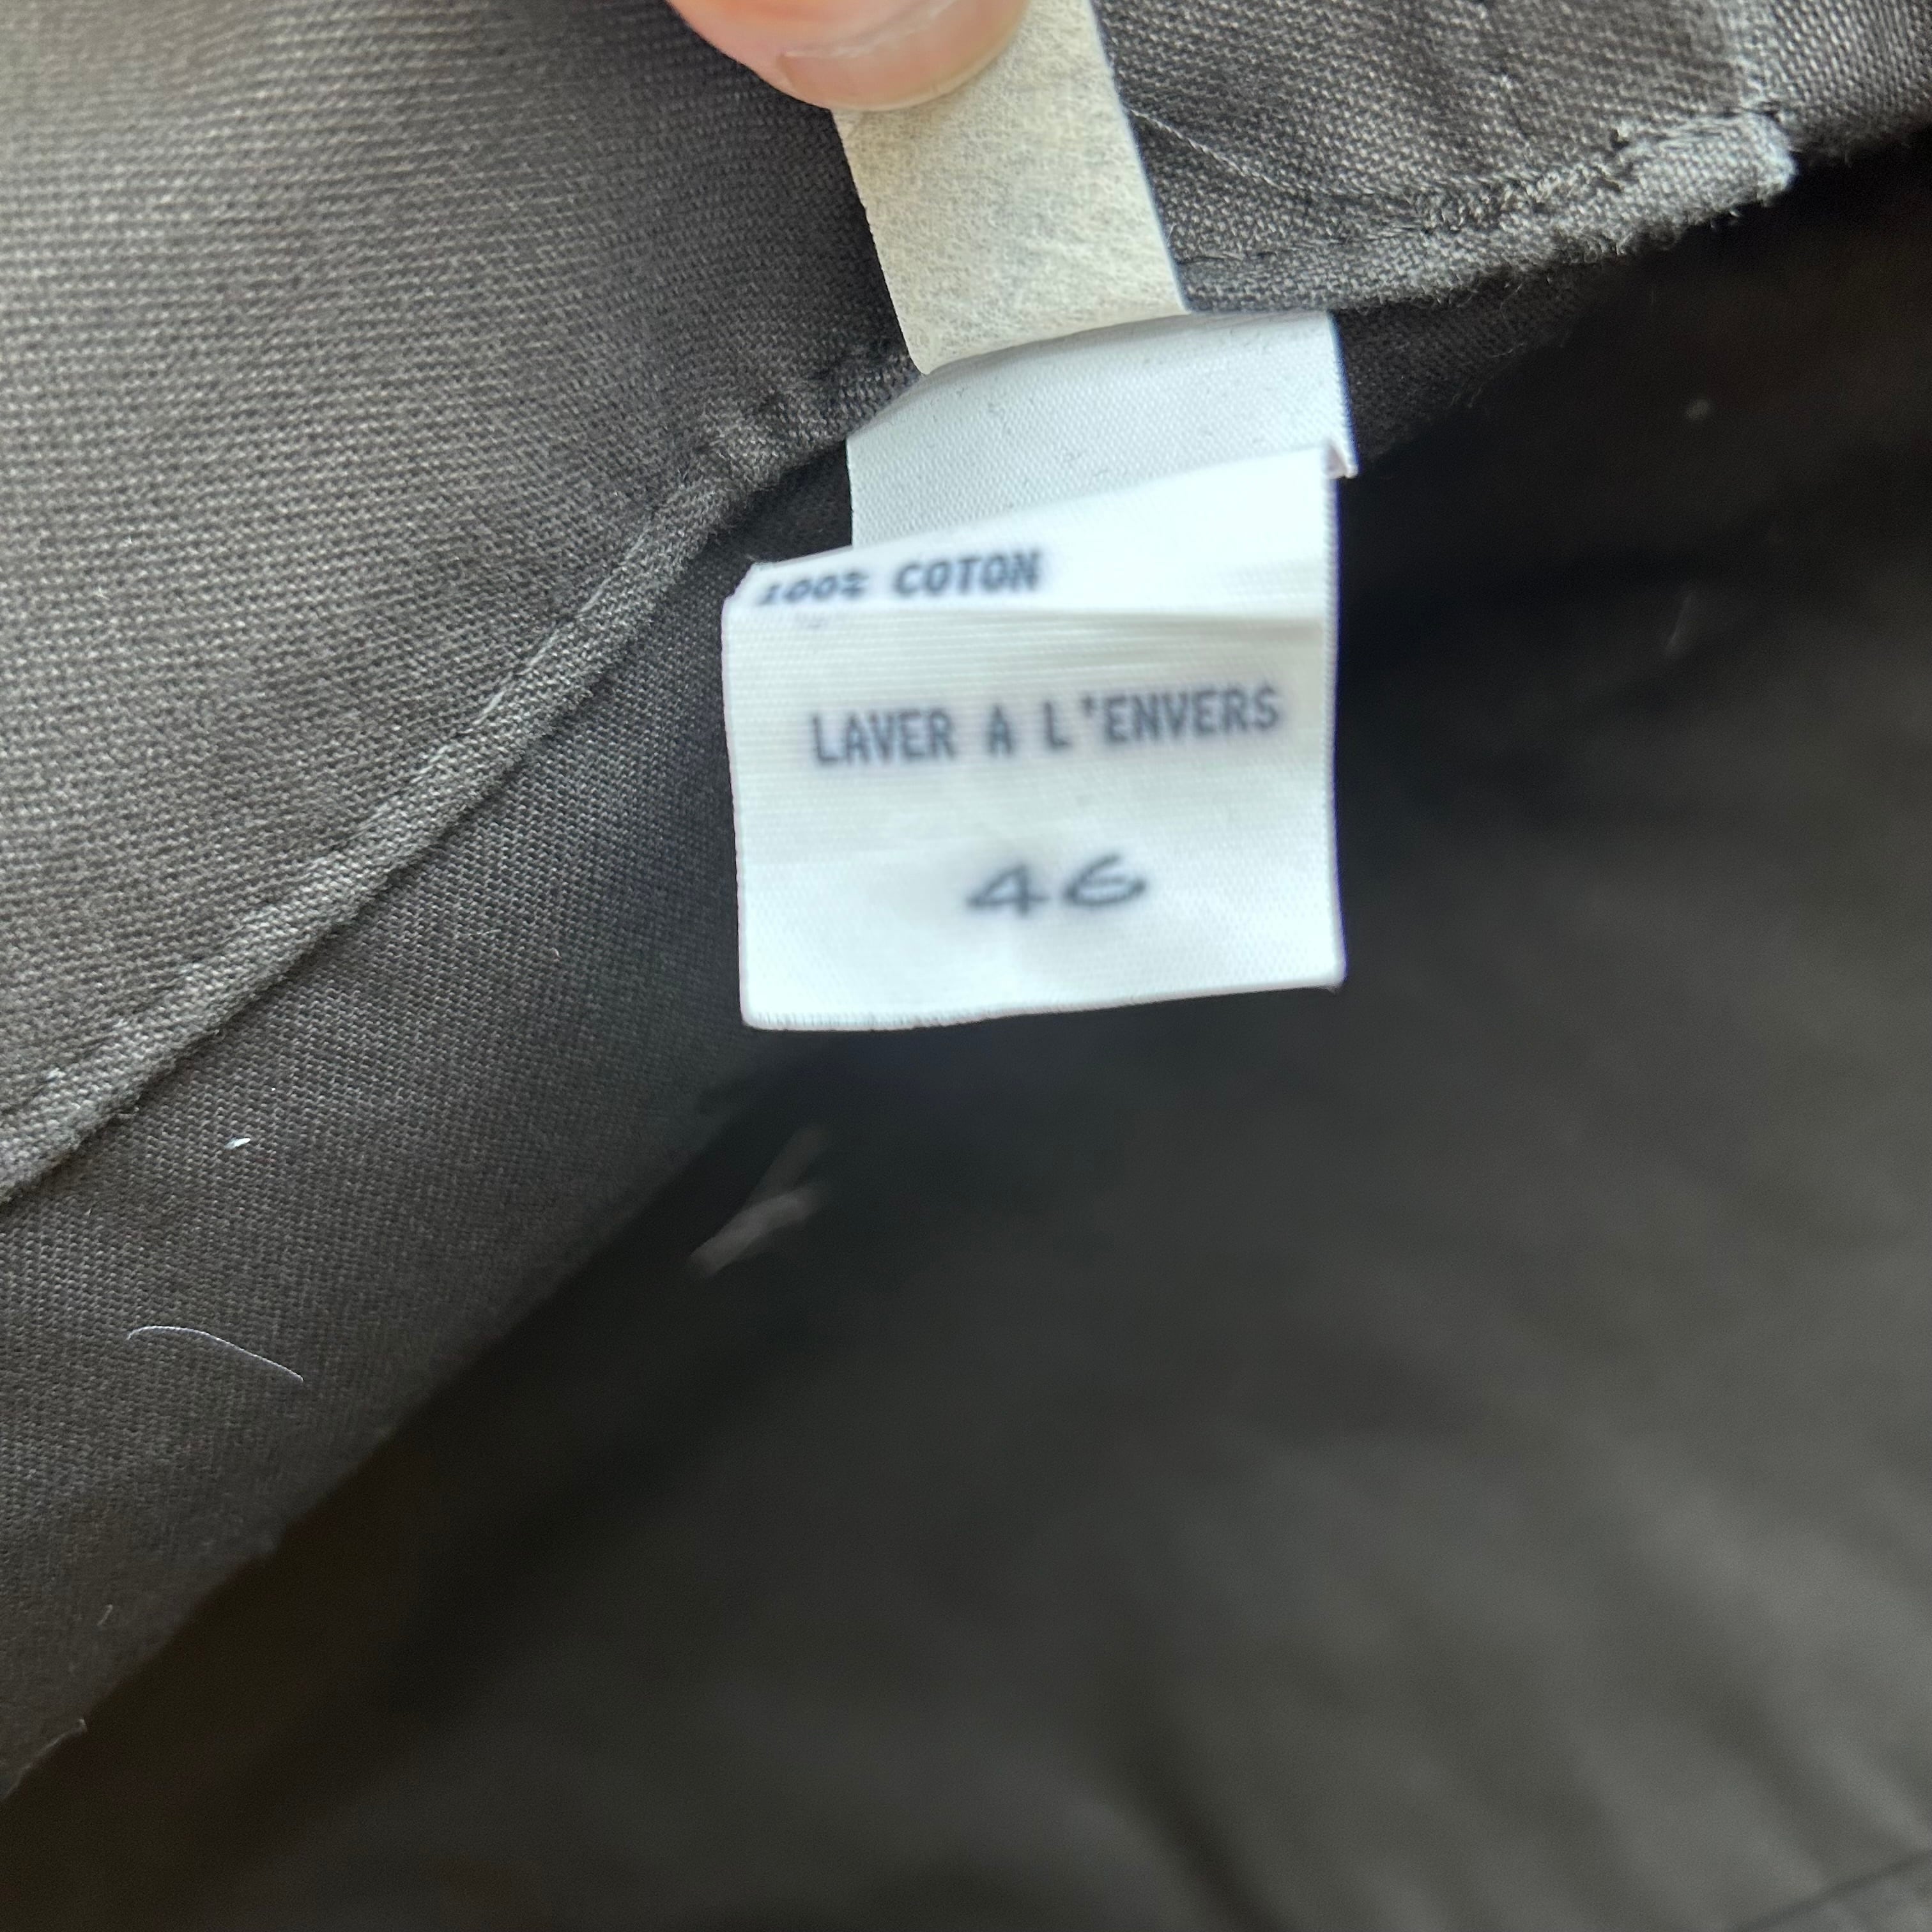 100% COTON
LAVER A L'ENVERS
46